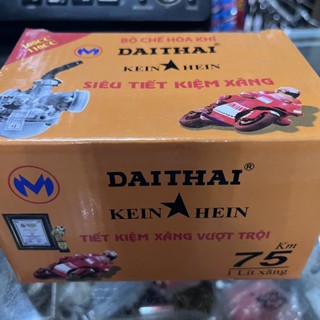 BỘ CHẾ HÒA KHÍ
110CC
DAITHAI
KEIN ★ HEIN
SIÊU TIẾT KIỆM XĂNG
M
DAITHAI®
KEIN ★ HEIN
TIẾT KIỆM XĂNG VƯỢT TRỘI
75 Km
1 Lít xăng